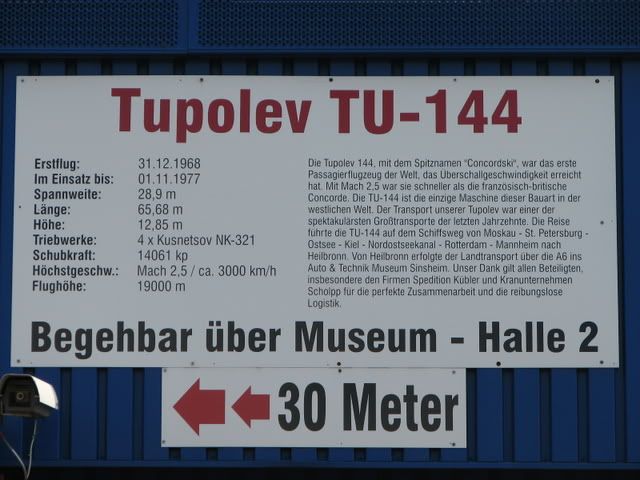 Tupolev TU-144
Erstflug: 31.12.1968
Im Einsatz bis: 01.11.1977
Spannweite: 28,9 m
Länge: 65,68 m
Höhe: 12,85 m
Triebwerke: 4 x Kusnetsov NK-321
Schubkraft: 14061 kp
Höchstgeschw.: Mach 2,5 / ca. 3000 km/h
Flughöhe: 19000 m
Die Tupolev 144, mit dem Spitznamen "Concordski", war das erste
Passagierflugzeug der Welt, das Überschallgeschwindigkeit erreicht
hat. Mit Mach 2,5 war sie schneller als die französisch-britische
Concorde. Die TU-144 ist die einzige Maschine dieser Bauart in der
westlichen Welt. Der Transport unserer Tupolev war einer der
spektakulärsten Großtransporte der letzten Jahrzehnte. Die Reise
führte die TU-144 auf dem Schiffsweg von Moskau - St. Petersburg -
Ostsee - Kiel - Nordostseekanal - Rotterdam - Mannheim nach
Heilbronn. Von Heilbronn erfolgte der Landtransport über die A6 ins
Auto & Technik Museum Sinsheim. Unser Dank gilt allen Beteiligten,
insbesondere den Firmen Spedition Kübler und Kranunternehmen
Scholpp für die perfekte Zusammenarbeit und die reibungslose
Logistik.
Begehbar über Museum - Halle 2
30 Meter